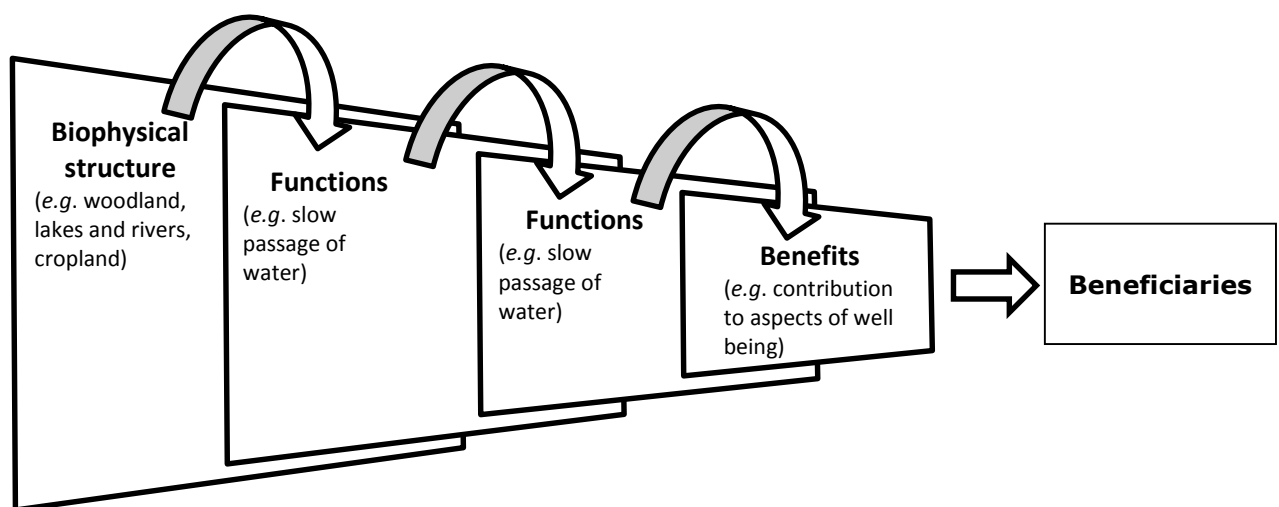 Biophysical
structure
(e.g. woodland,
lakes and rivers,
cropland)
Functions
(e.g. slow
passage of
water)
Functions
(e.g. slow
passage of
water)
Benefits
(e.g. contribution
to aspects of well
being)
Beneficiaries